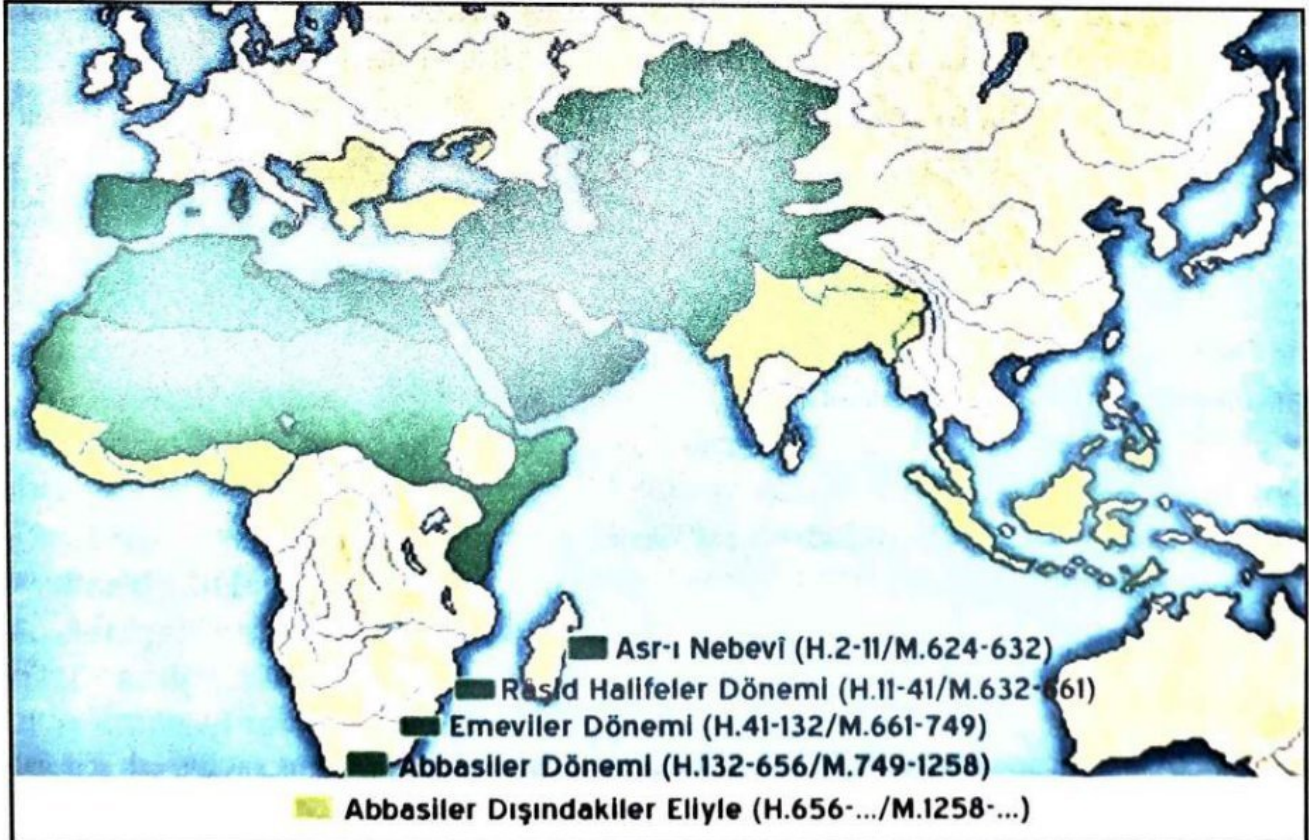 Asr-ı Nebevî (H.2-11/M.624-632)
Râşid Halifeler Dönemi (H.11-41/M.632-661)
Emeviler Dönemi (H.41-132/M.661-749)
Abbasiler Dönemi (H.132-656/M.749-1258)
Abbasiler Dışındakiler Eliyle (H.656-.../M.1258-...)